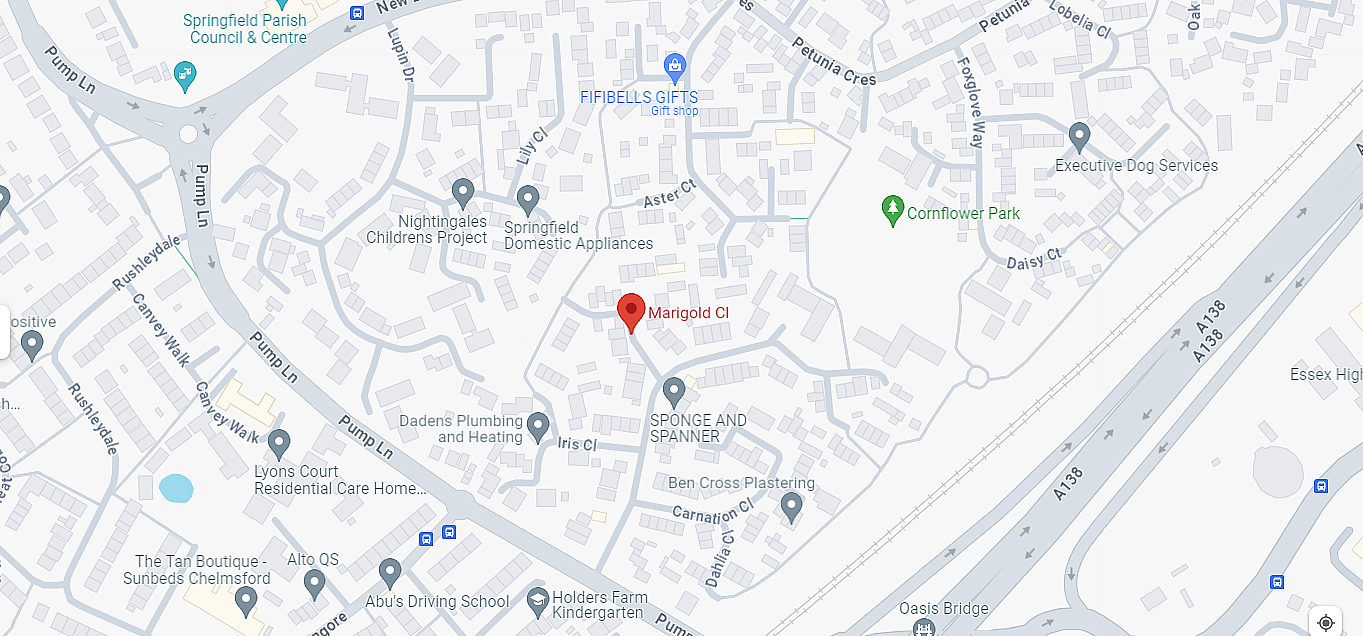 Springfield Parish
Council & Centre
New
Pump Ln
Lupin Dr
FIFIBELLS GIFTS
Gift shop
Petunia Cres
Petunia
Lobelia Cl
Oak
Foxglove Way
Executive Dog Services
Lily Cl
Aster Ct
Pump Ln
Nightingales
Childrens Project
Springfield
Domestic Appliances
Cornflower Park
Daisy Ct
Rushleydale
Canvey Walk
Marigold Cl
A138
A138
ositive
Pump Ln
Essex High
Rushleydale
Canvey Walk
Pump Ln
Dadens Plumbing
and Heating
Iris Cl
SPONGE AND
SPANNER
Lyons Court
Residential Care Home...
Ben Cross Plastering
Carnation Cl
A138
Dahlia Cl
The Tan Boutique -
Sunbeds Chelmsford
Alto QS
Abu's Driving School
Holders Farm
Kindergarten
Oasis Bridge
Pump
ngore